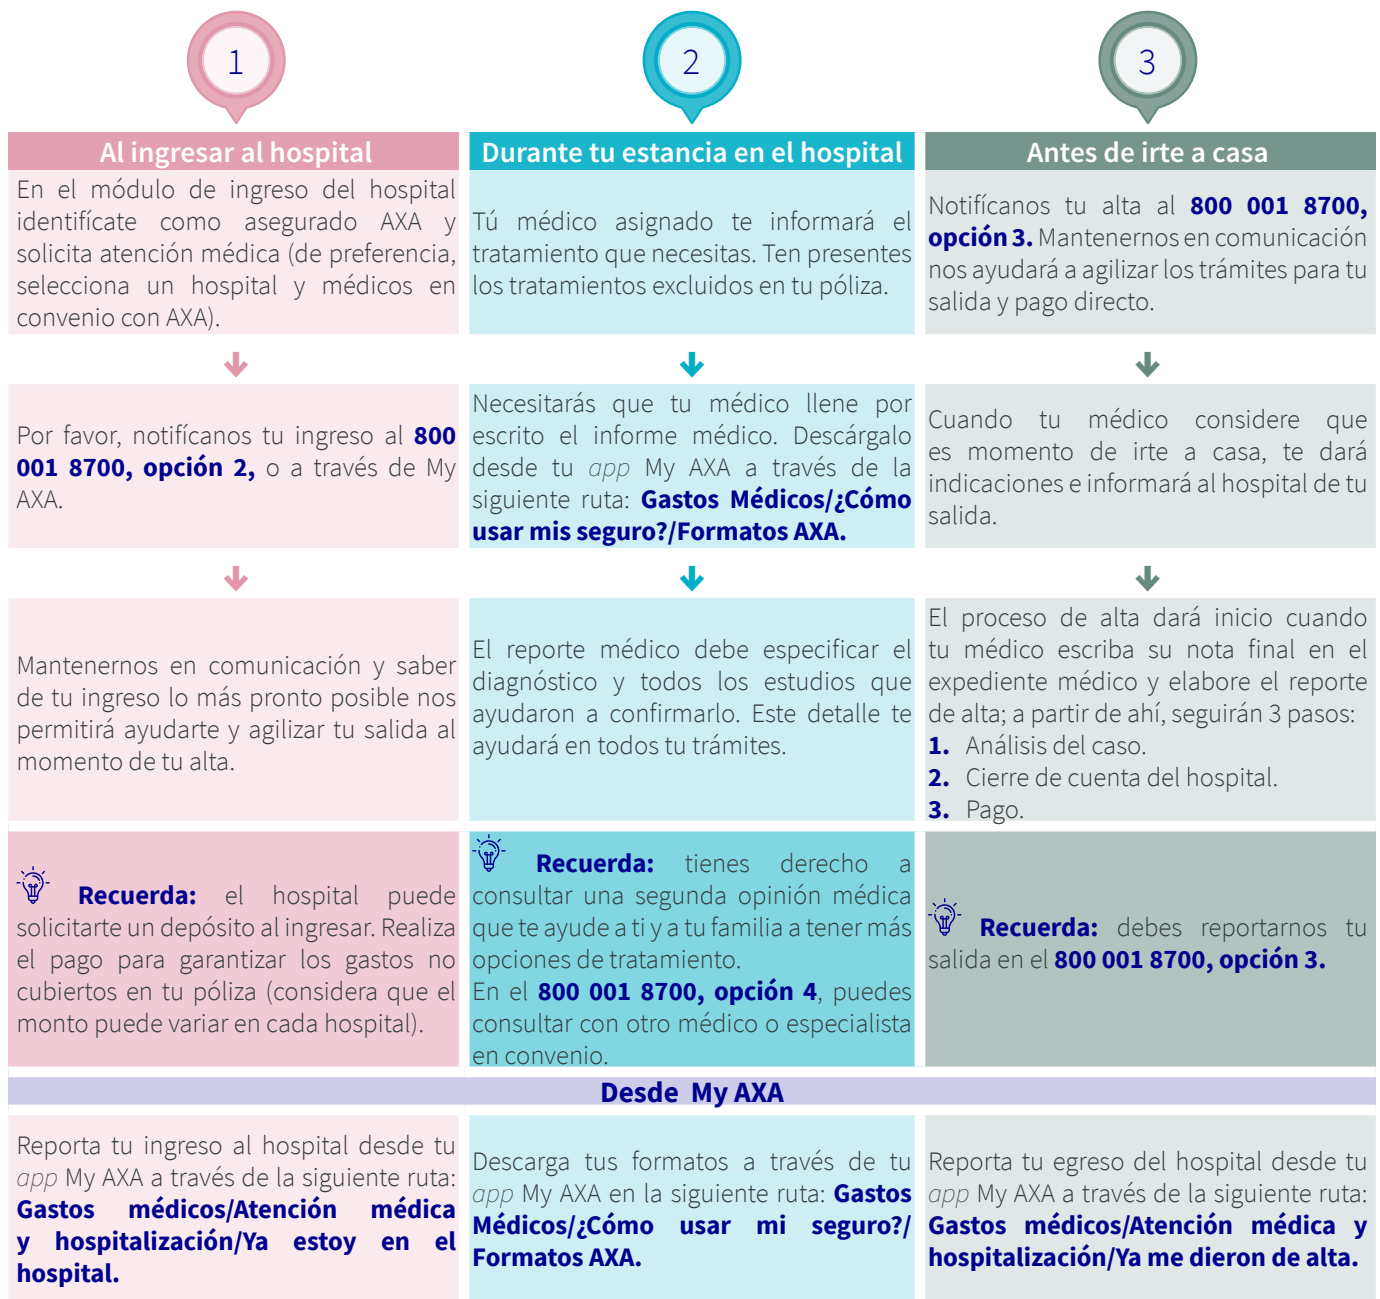 1
Al ingresar al hospital
En el módulo de ingreso del hospital
identifícate como asegurado AXA y
solicita atención médica (de preferencia,
selecciona un hospital y médicos en
convenio con AXA).
Por favor, notifícanos tu ingreso al 800
001 8700, opción 2, o a través de My
AXA.
Mantenernos en comunicación y saber
de tu ingreso lo más pronto posible nos
permitirá ayudarte y agilizar tu salida al
momento de tu alta.
Recuerda: el hospital puede
solicitarte un depósito al ingresar. Realiza
el pago para garantizar los gastos no
cubiertos en tu póliza (considera que el
monto puede variar en cada hospital).
2
Durante tu estancia en el hospital
Tú médico asignado te informará el
tratamiento que necesitas. Ten presentes
los tratamientos excluidos en tu póliza.
Necesitarás que tu médico llene por
escrito el informe médico. Descárgalo
desde tu app My AXA a través de la
siguiente ruta: Gastos Médicos/¿Cómo
usar mis seguro?/Formatos AXA.
El reporte médico debe especificar el
diagnóstico y todos los estudios que
ayudaron a confirmarlo. Este detalle te
ayudará en todos tu trámites.
Recuerda: tienes derecho a
consultar una segunda opinión médica
que te ayude a ti y a tu familia a tener más
opciones de tratamiento.
En el 800 001 8700, opción 4, puedes
consultar con otro médico o especialista
en convenio.
3
Antes de irte a casa
Notifícanos tu alta al 800 001 8700,
opción 3. Mantenernos en comunicación
nos ayudará a agilizar los trámites para tu
salida y pago directo.
Cuando tu médico considere que
es momento de irte a casa, te dará
indicaciones e informará al hospital de tu
salida.
El proceso de alta dará inicio cuando
tu médico escriba su nota final en el
expediente médico y elabore el reporte
de alta; a partir de ahí, seguirán 3 pasos:
1. Análisis del caso.
2. Cierre de cuenta del hospital.
3. Pago.
Recuerda: debes reportarnos tu
salida en el 800 001 8700, opción 3.
Desde My AXA
Reporta tu ingreso al hospital desde tu
app My AXA a través de la siguiente ruta:
Gastos médicos/Atención médica
y hospitalización/Ya estoy en el
hospital.
Descarga tus formatos a través de tu
app My AXA en la siguiente ruta: Gastos
Médicos/¿Cómo usar mi seguro?/
Formatos AXA.
Reporta tu egreso del hospital desde tu
app My AXA a través de la siguiente ruta:
Gastos médicos/Atención médica y
hospitalización/Ya me dieron de alta.